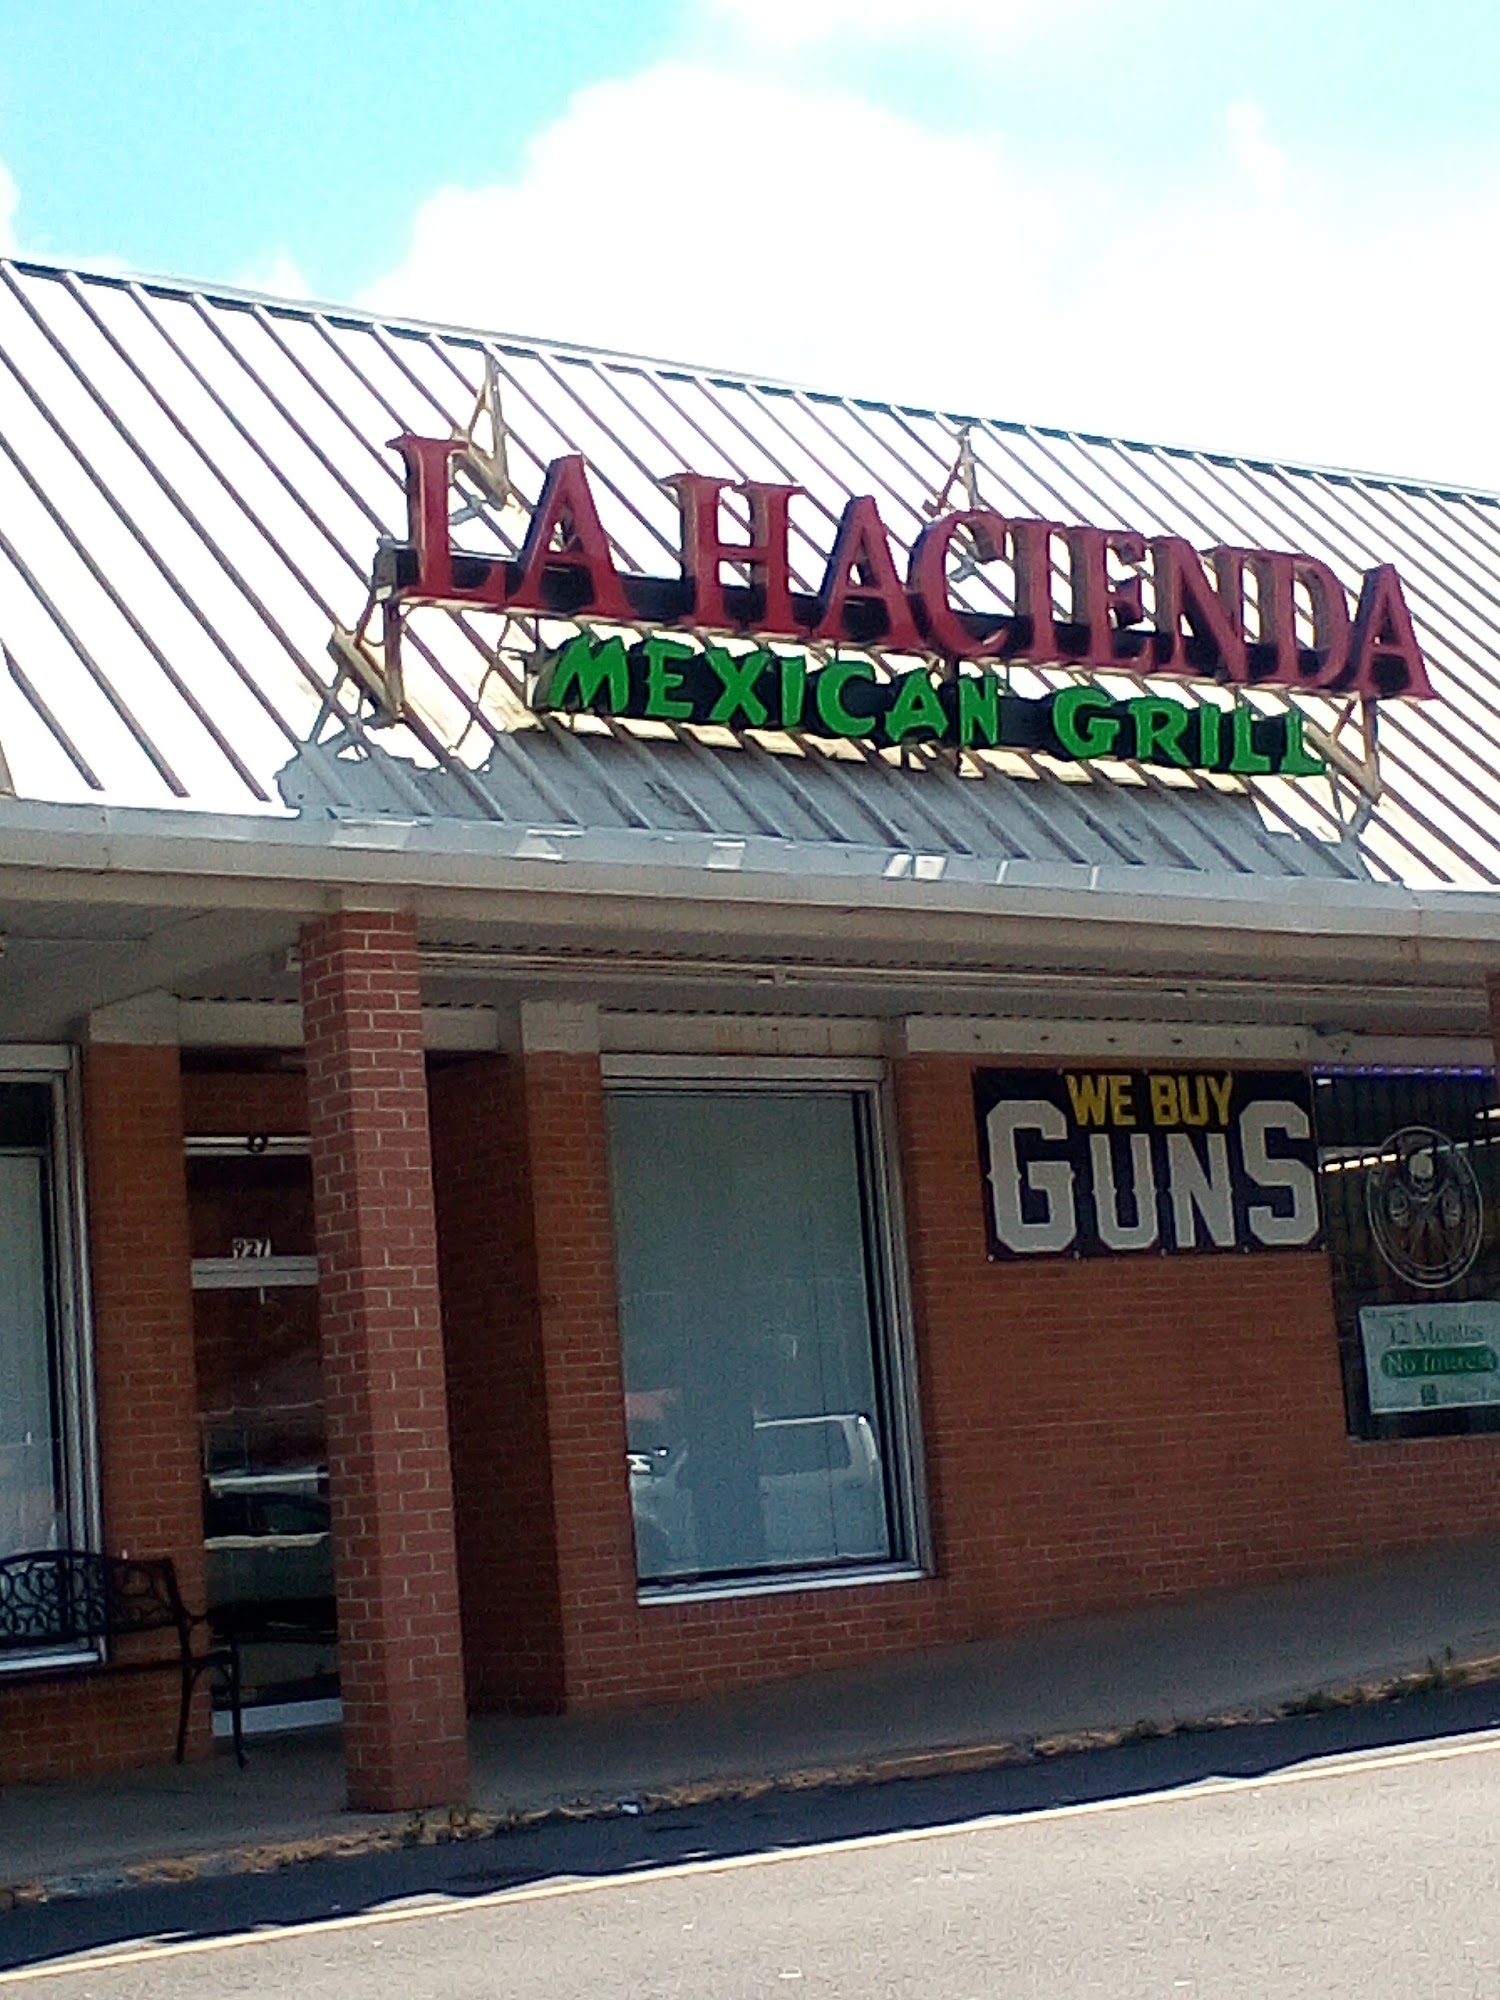 LA HACIENDA
MEXICAN GRILL
WE BUY
GUNS
927
12 Months
No Interest